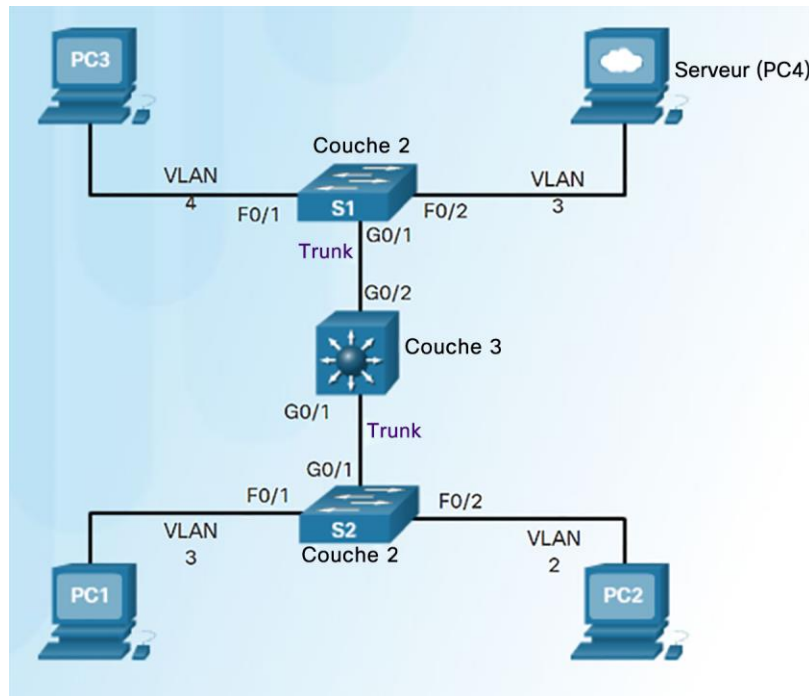 PC3
Serveur (PC4)
Couche 2
VLAN
4
F0/1
S1
F0/2
VLAN
3
G0/1
Trunk
G0/2
Couche 3
G0/1
Trunk
G0/1
F0/1
S2
F0/2
VLAN
3
Couche 2
VLAN
2
PC1
PC2